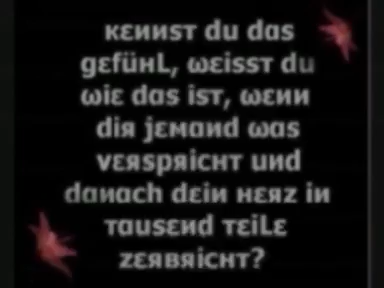 kennst du das
gefühl, weisst du
wie das ist, wenn
dir jemand was
verspricht und
danach dein herz in
tausend teile
zerbricht?